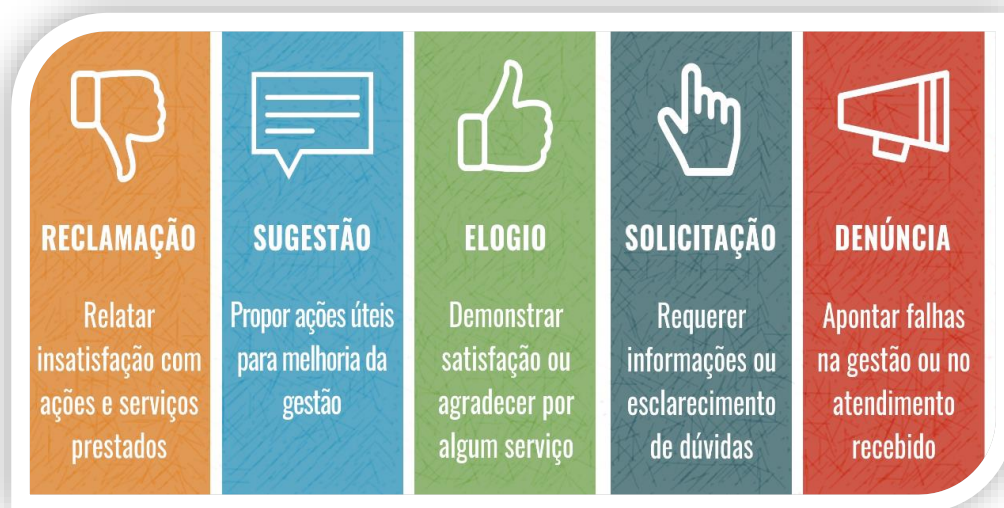 RECLAMAÇÃO
Relatar
insatisfação com
ações e serviços
prestados
SUGESTÃO
Propor ações úteis
para melhoria da
gestão
ELOGIO
Demonstrar
satisfação ou
agradecer por
algum serviço
SOLICITAÇÃO
Requerer
informações ou
esclarecimento
de dúvidas
DENÚNCIA
Apontar falhas
na gestão ou no
atendimento
recebido